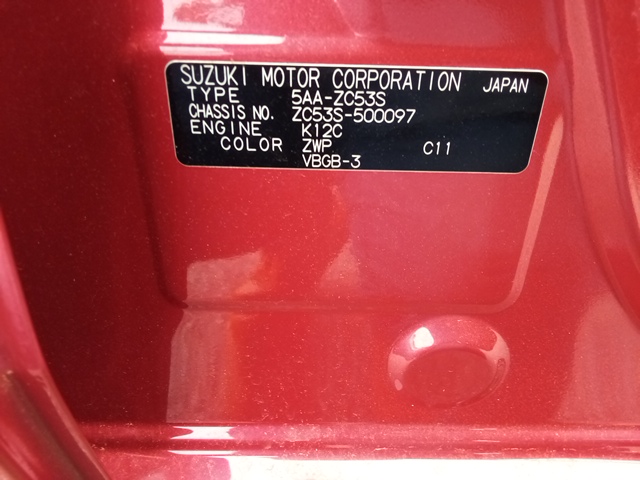 SUZUKI MOTOR CORPORATION JAPAN
TYPE 5AA-ZC53S
CHASSIS NO. ZC53S-500097
ENGINE K12C
COLOR ZWP C11
VBGB-3